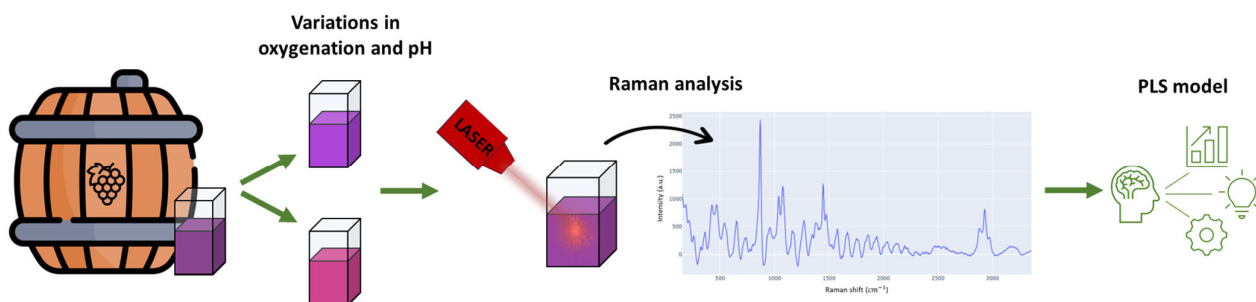 Variations in
oxygenation and pH
LASER
Raman analysis
2500
2000
1500
1000
500
0
Intensity (a.u.)
500
1000
1500
2000
2500
3000
Raman shift (cm⁻¹)
PLS model